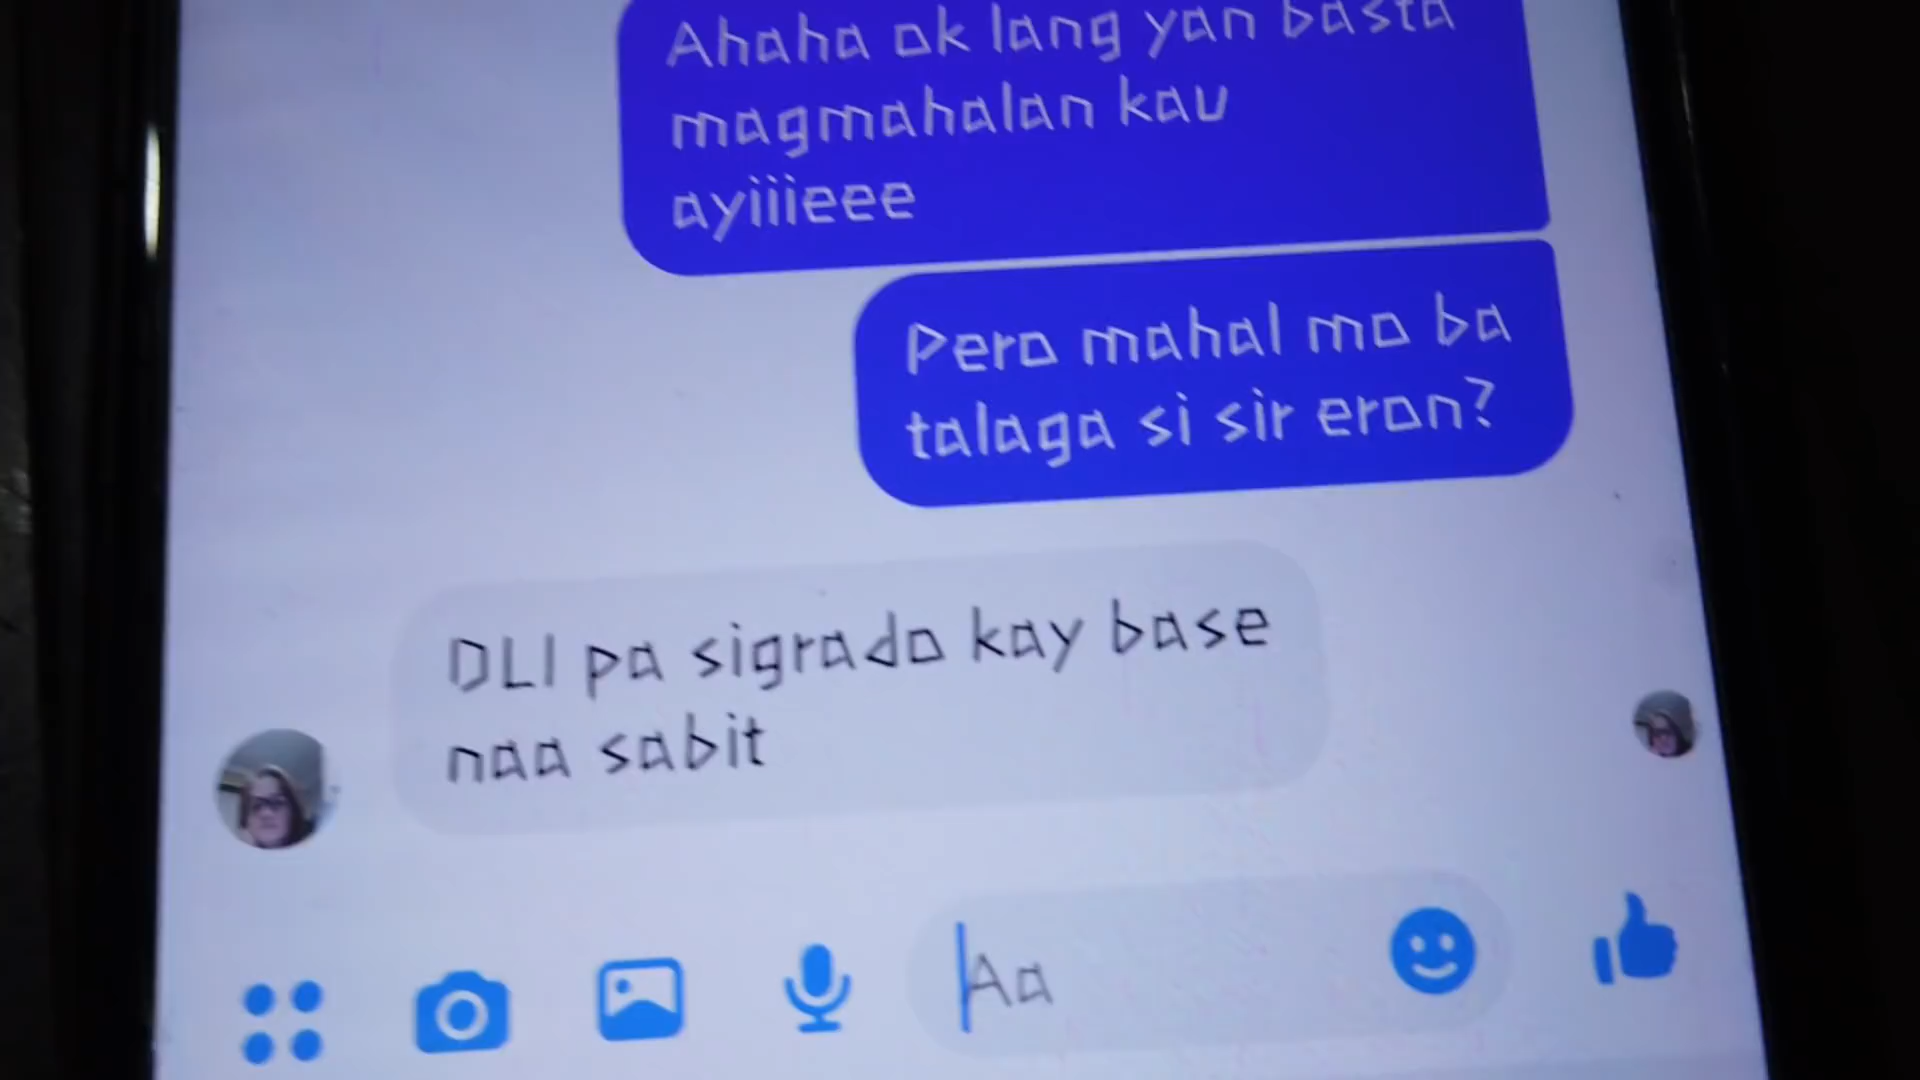 Ahaha ok lang yan basta
magmahalan kau
ayiiieee
Pero mahal mo ba
talaga si sir eron?
DLI pa sigrado kay base
naa sabit
Aa